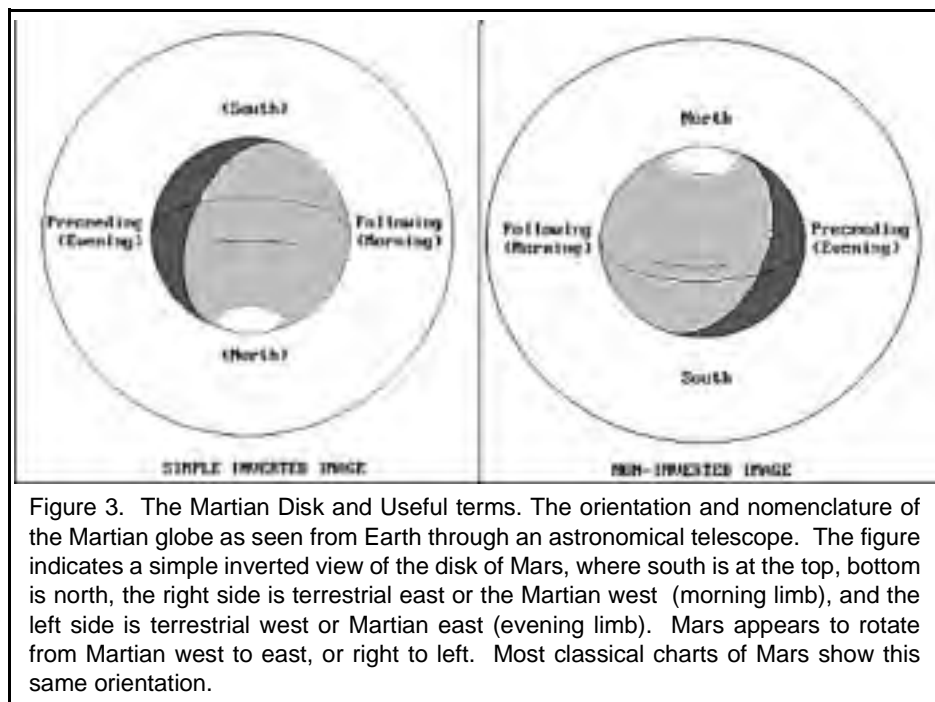 (South)
Preceeding
(Evening)
Following
(Morning)
(North)
SIMPLE INVERTED IMAGE
North
Following
(Morning)
Preceeding
(Evening)
South
NON-INVERTED IMAGE
Figure 3. The Martian Disk and Useful terms. The orientation and nomenclature of
the Martian globe as seen from Earth through an astronomical telescope. The figure
indicates a simple inverted view of the disk of Mars, where south is at the top, bottom
is north, the right side is terrestrial east or the Martian west (morning limb), and the
left side is terrestrial west or Martian east (evening limb). Mars appears to rotate
from Martian west to east, or right to left. Most classical charts of Mars show this
same orientation.